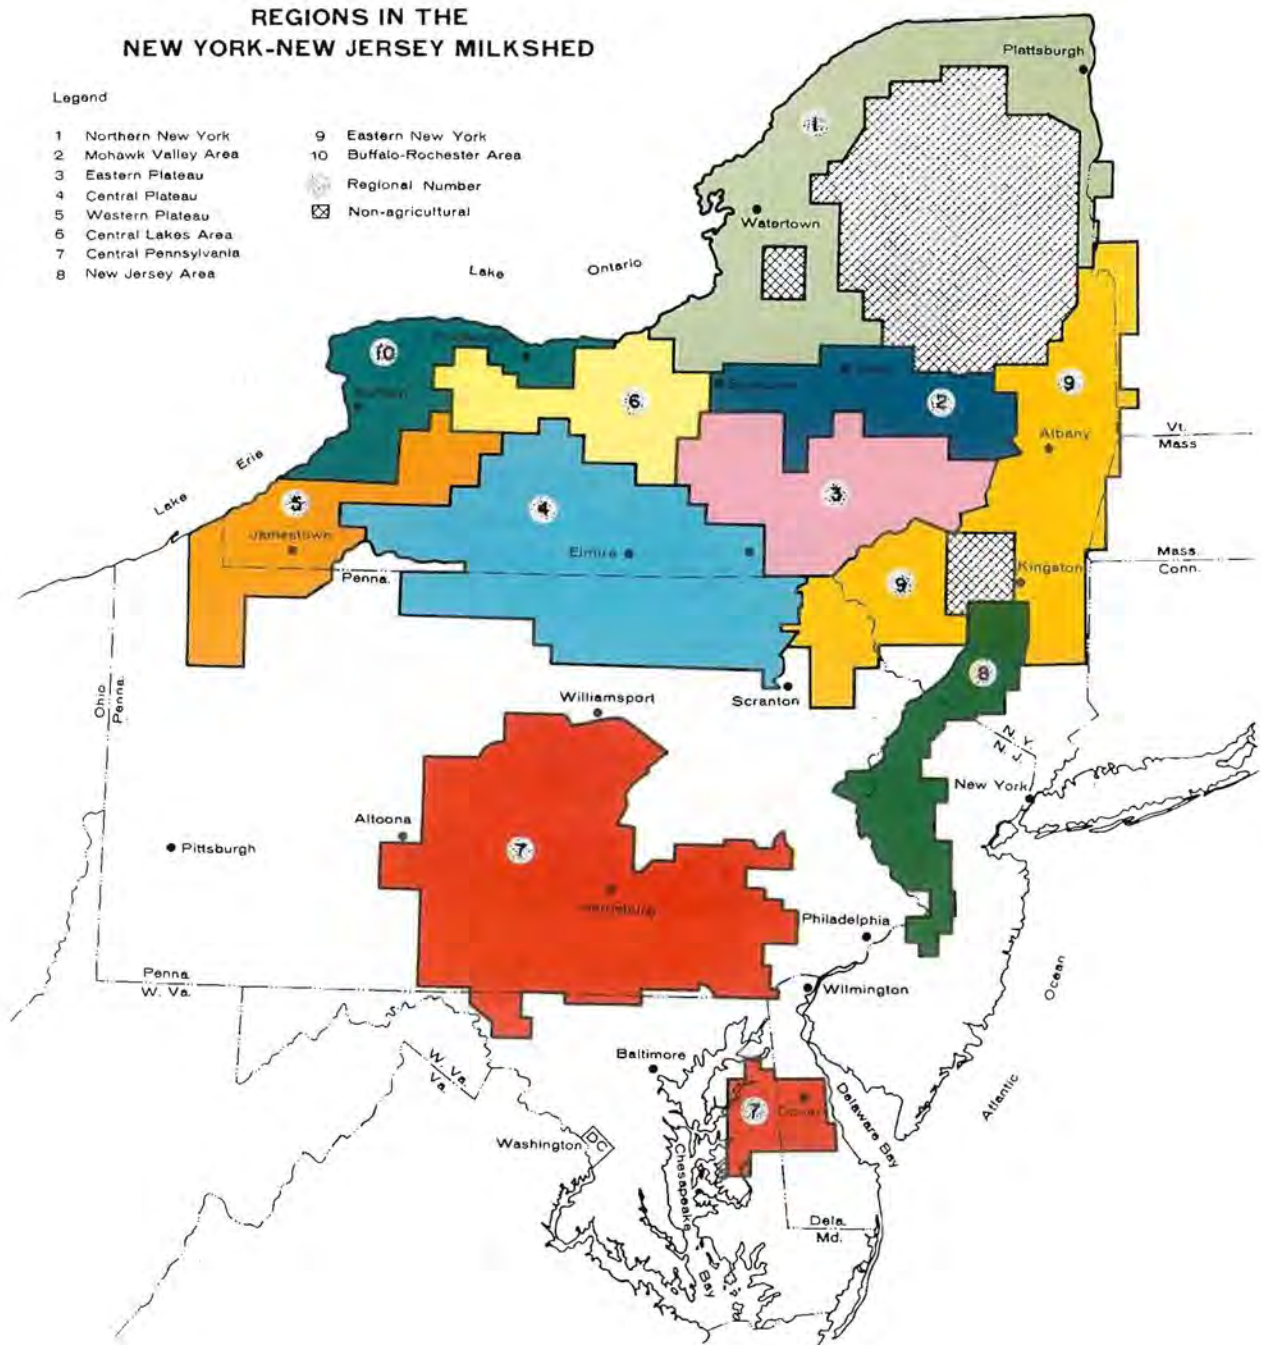 REGIONS IN THE
NEW YORK-NEW JERSEY MILKSHED
Legend
1 Northern New York
2 Mohawk Valley Area
3 Eastern Plateau
4 Central Plateau
5 Western Plateau
6 Central Lakes Area
7 Central Pennsylvania
8 New Jersey Area
9 Eastern New York
10 Buffalo-Rochester Area
Regional Number
Non-agricultural
Plattsburgh
1
Watertown
Lake Ontario
10
6
2
9
Albany
Vt.
Mass
Lake Erie
5
4
3
Jamestown
Elmira
Mass.
Conn.
Penna.
9
Kingston
8
Ohio
Penna.
Williamsport
Scranton
N. Y.
N. J.
New York
Altoona
Pittsburgh
7
Harrisburg
Philadelphia
Penna.
W. Va.
Wilmington
Atlantic Ocean
Baltimore
W. Va.
Va.
7
Dover
Delaware Bay
Washington
DC
Chesapeake Bay
Dela.
Md.